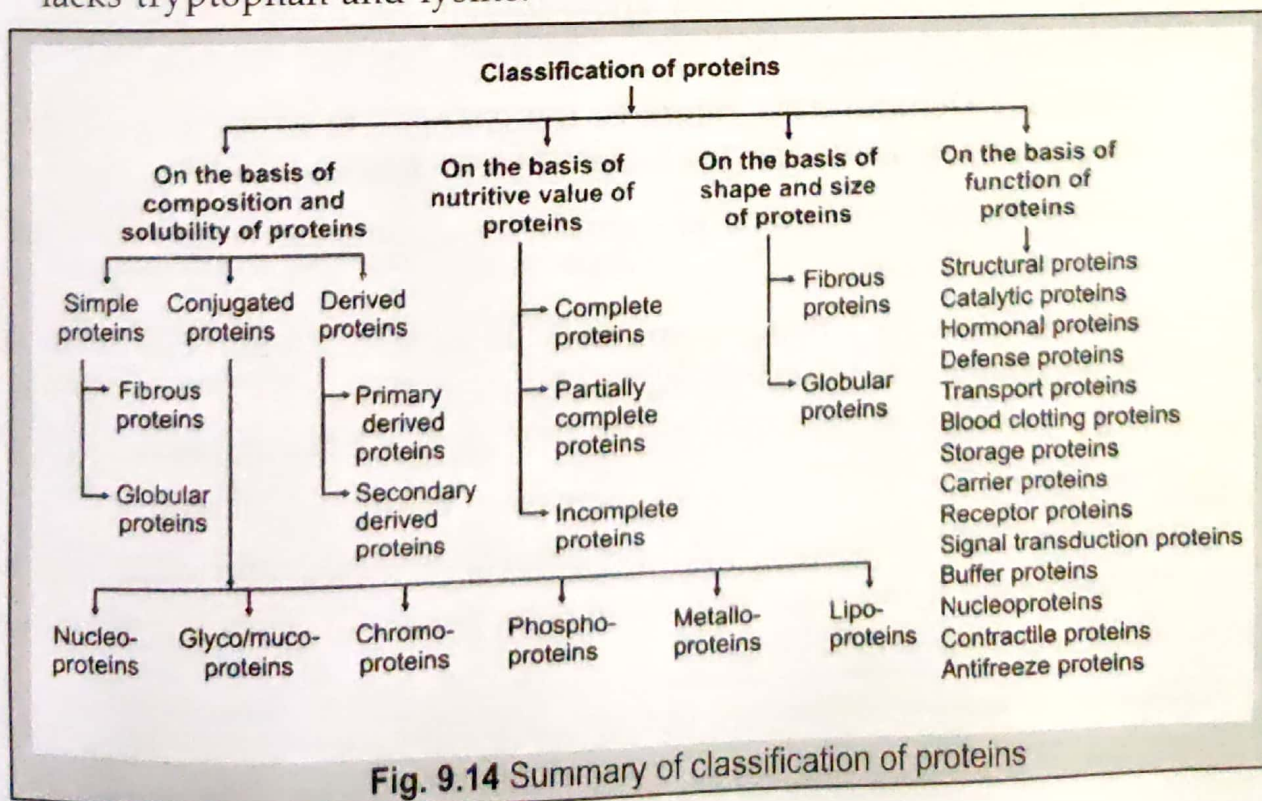 lacks tryptophan and lysine.
Classification of proteins
On the basis of
composition and
solubility of proteins
Simple
proteins
Fibrous
proteins
Globular
proteins
Conjugated
proteins
Derived
proteins
Primary
derived
proteins
Secondary
derived
proteins
Nucleo-
proteins
Glyco/muco-
proteins
Chromo-
proteins
Phospho-
proteins
Metallo-
proteins
Lipo-
proteins
On the basis of
nutritive value of
proteins
Complete
proteins
Partially
complete
proteins
Incomplete
proteins
On the basis of
shape and size
of proteins
Fibrous
proteins
Globular
proteins
On the basis of
function of
proteins
Structural proteins
Catalytic proteins
Hormonal proteins
Defense proteins
Transport proteins
Blood clotting proteins
Storage proteins
Carrier proteins
Receptor proteins
Signal transduction proteins
Buffer proteins
Nucleoproteins
Contractile proteins
Antifreeze proteins
Fig. 9.14 Summary of classification of proteins